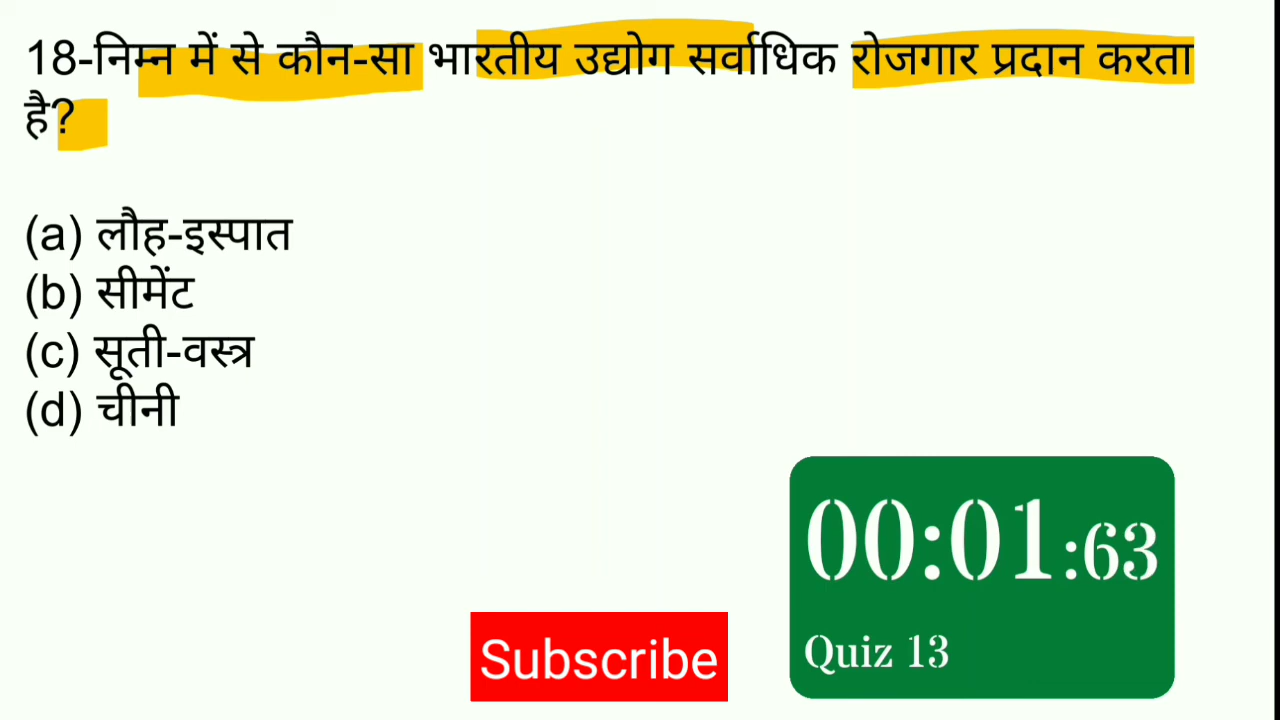 18-निम्न में से कौन-सा भारतीय उद्योग सर्वाधिक रोजगार प्रदान करता
है?
(a) लौह-इस्पात
(b) सीमेंट
(c) सूती-वस्त्र
(d) चीनी
00:01:63
Quiz 13
Subscribe